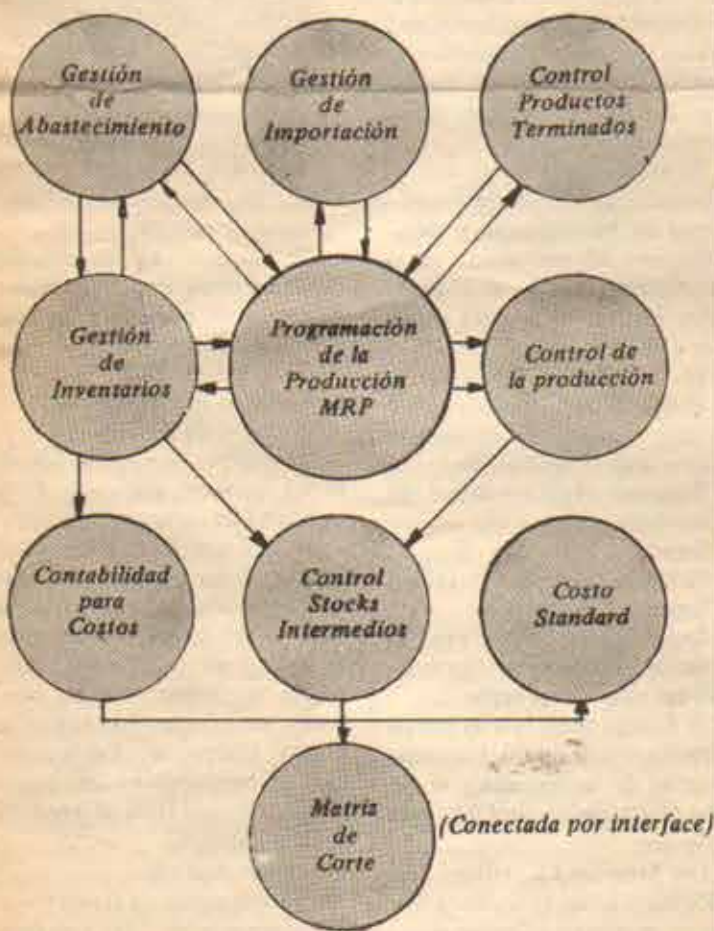 Gestión
de
Abastecimiento
Gestión
de
Importación
Control
Productos
Terminados
Gestión
de
Inventarios
Programación
de la
Producción
MRP
Control de
la producción
Contabilidad
para
Costos
Control
Stocks
Intermedios
Costo
Standard
Matriz
de
Corte
(Conectada por interface)